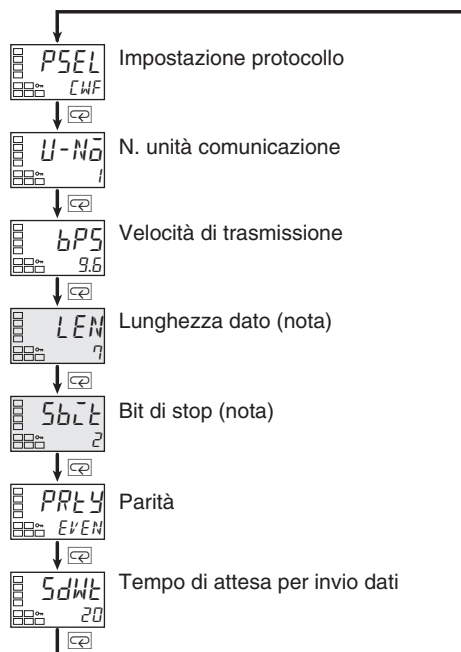 PSEL Impostazione protocollo
CWF
U-No N. unità comunicazione
1
bPS Velocità di trasmissione
9.6
LEN Lunghezza dato (nota)
7
Sbit Bit di stop (nota)
2
PRtY Parità
EVEN
SdWt Tempo di attesa per invio dati
20